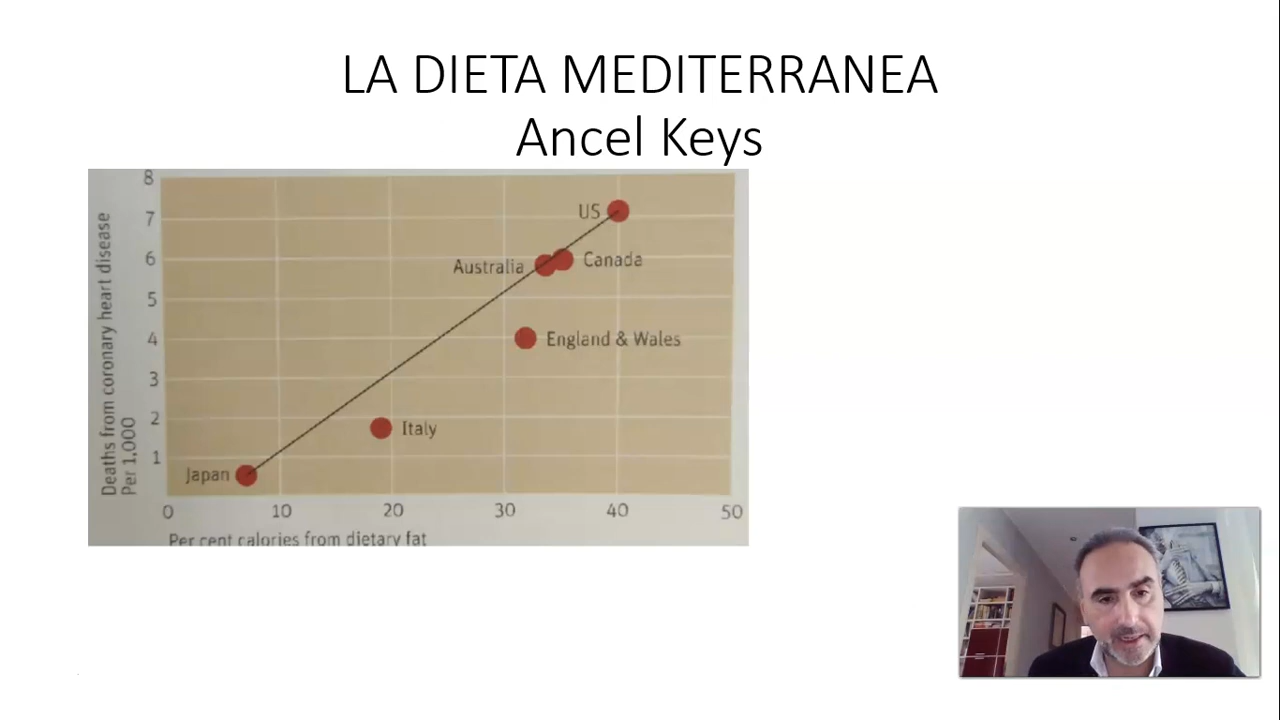 LA DIETA MEDITERRANEA
Ancel Keys
Deaths from coronary heart disease
Per 1,000
8
7
6
5
4
3
2
1
US
Australia
Canada
England & Wales
Italy
Japan
0 10 20 30 40 50
Per cent calories from dietary fat